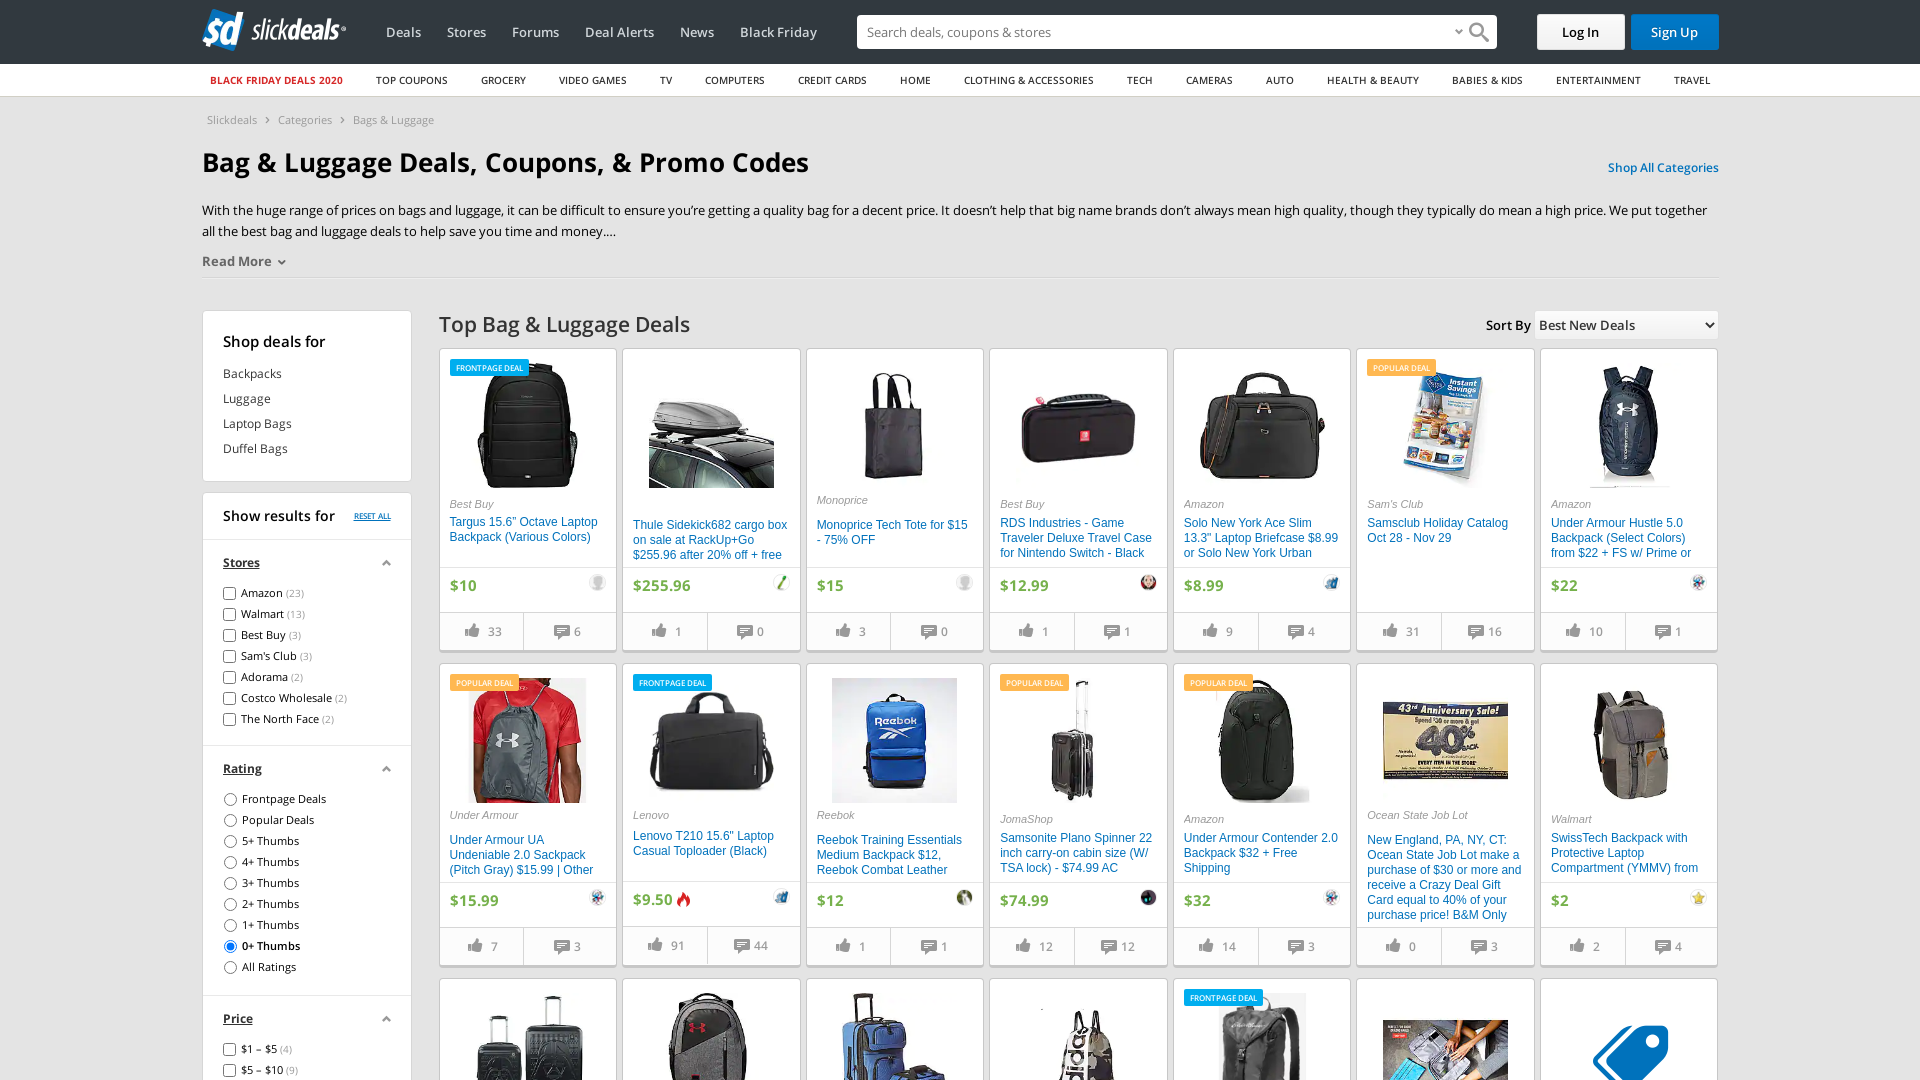 sd slickdeals
Deals
Stores
Forums
Deal Alerts
News
Black Friday
Search deals, coupons & stores
Log In
Sign Up
BLACK FRIDAY DEALS 2020
TOP COUPONS
GROCERY
VIDEO GAMES
TV
COMPUTERS
CREDIT CARDS
HOME
CLOTHING & ACCESSORIES
TECH
CAMERAS
AUTO
HEALTH & BEAUTY
BABIES & KIDS
ENTERTAINMENT
TRAVEL
Slickdeals > Categories > Bags & Luggage
Bag & Luggage Deals, Coupons, & Promo Codes
Shop All Categories
With the huge range of prices on bags and luggage, it can be difficult to ensure you’re getting a quality bag for a decent price. It doesn’t help that big name brands don’t always mean high quality, though they typically do mean a high price. We put together
all the best bag and luggage deals to help save you time and money....
Read More
Shop deals for
Backpacks
Luggage
Laptop Bags
Duffel Bags
Show results for
RESET ALL
Stores
Amazon (23)
Walmart (13)
Best Buy (3)
Sam's Club (3)
Adorama (2)
Costco Wholesale (2)
The North Face (2)
Rating
Frontpage Deals
Popular Deals
5+ Thumbs
4+ Thumbs
3+ Thumbs
2+ Thumbs
1+ Thumbs
0+ Thumbs
All Ratings
Price
$1 – $5 (4)
$5 – $10 (9)
Top Bag & Luggage Deals
Sort By Best New Deals
FRONTPAGE DEAL
Best Buy
Targus 15.6” Octave Laptop
Backpack (Various Colors)
$10
33
6
Thule Sidekick682 cargo box
on sale at RackUp+Go
$255.96 after 20% off + free
$255.96
1
0
Monoprice
Monoprice Tech Tote for $15
- 75% OFF
$15
3
0
Best Buy
RDS Industries - Game
Traveler Deluxe Travel Case
for Nintendo Switch - Black
$12.99
1
1
Amazon
Solo New York Ace Slim
13.3" Laptop Briefcase $8.99
or Solo New York Urban
$8.99
9
4
POPULAR DEAL
Instant
Savings
Sam's Club
Samsclub Holiday Catalog
Oct 28 - Nov 29
31
16
Amazon
Under Armour Hustle 5.0
Backpack (Select Colors)
from $22 + FS w/ Prime or
$22
10
1
POPULAR DEAL
Under Armour
Under Armour UA
Undeniable 2.0 Sackpack
(Pitch Gray) $15.99 | Other
$15.99
7
3
FRONTPAGE DEAL
Lenovo
Lenovo T210 15.6" Laptop
Casual Toploader (Black)
$9.50
91
44
Reebok
Reebok
Reebok Training Essentials
Medium Backpack $12,
Reebok Combat Leather
$12
1
1
POPULAR DEAL
JomaShop
Samsonite Plano Spinner 22
inch carry-on cabin size (W/
TSA lock) - $74.99 AC
$74.99
12
12
POPULAR DEAL
Amazon
Under Armour Contender 2.0
Backpack $32 + Free
Shipping
$32
14
3
43rd Anniversary Sale!
Spend $30 or more & get
40%
BACK
EVERY ITEM IN THE STORE*
Ocean State Job Lot
New England, PA, NY, CT:
Ocean State Job Lot make a
purchase of $30 or more and
receive a Crazy Deal Gift
Card equal to 40% of your
purchase price! B&M Only
0
3
Walmart
SwissTech Backpack with
Protective Laptop
Compartment (YMMV) from
$2
2
4
FRONTPAGE DEAL
adidas